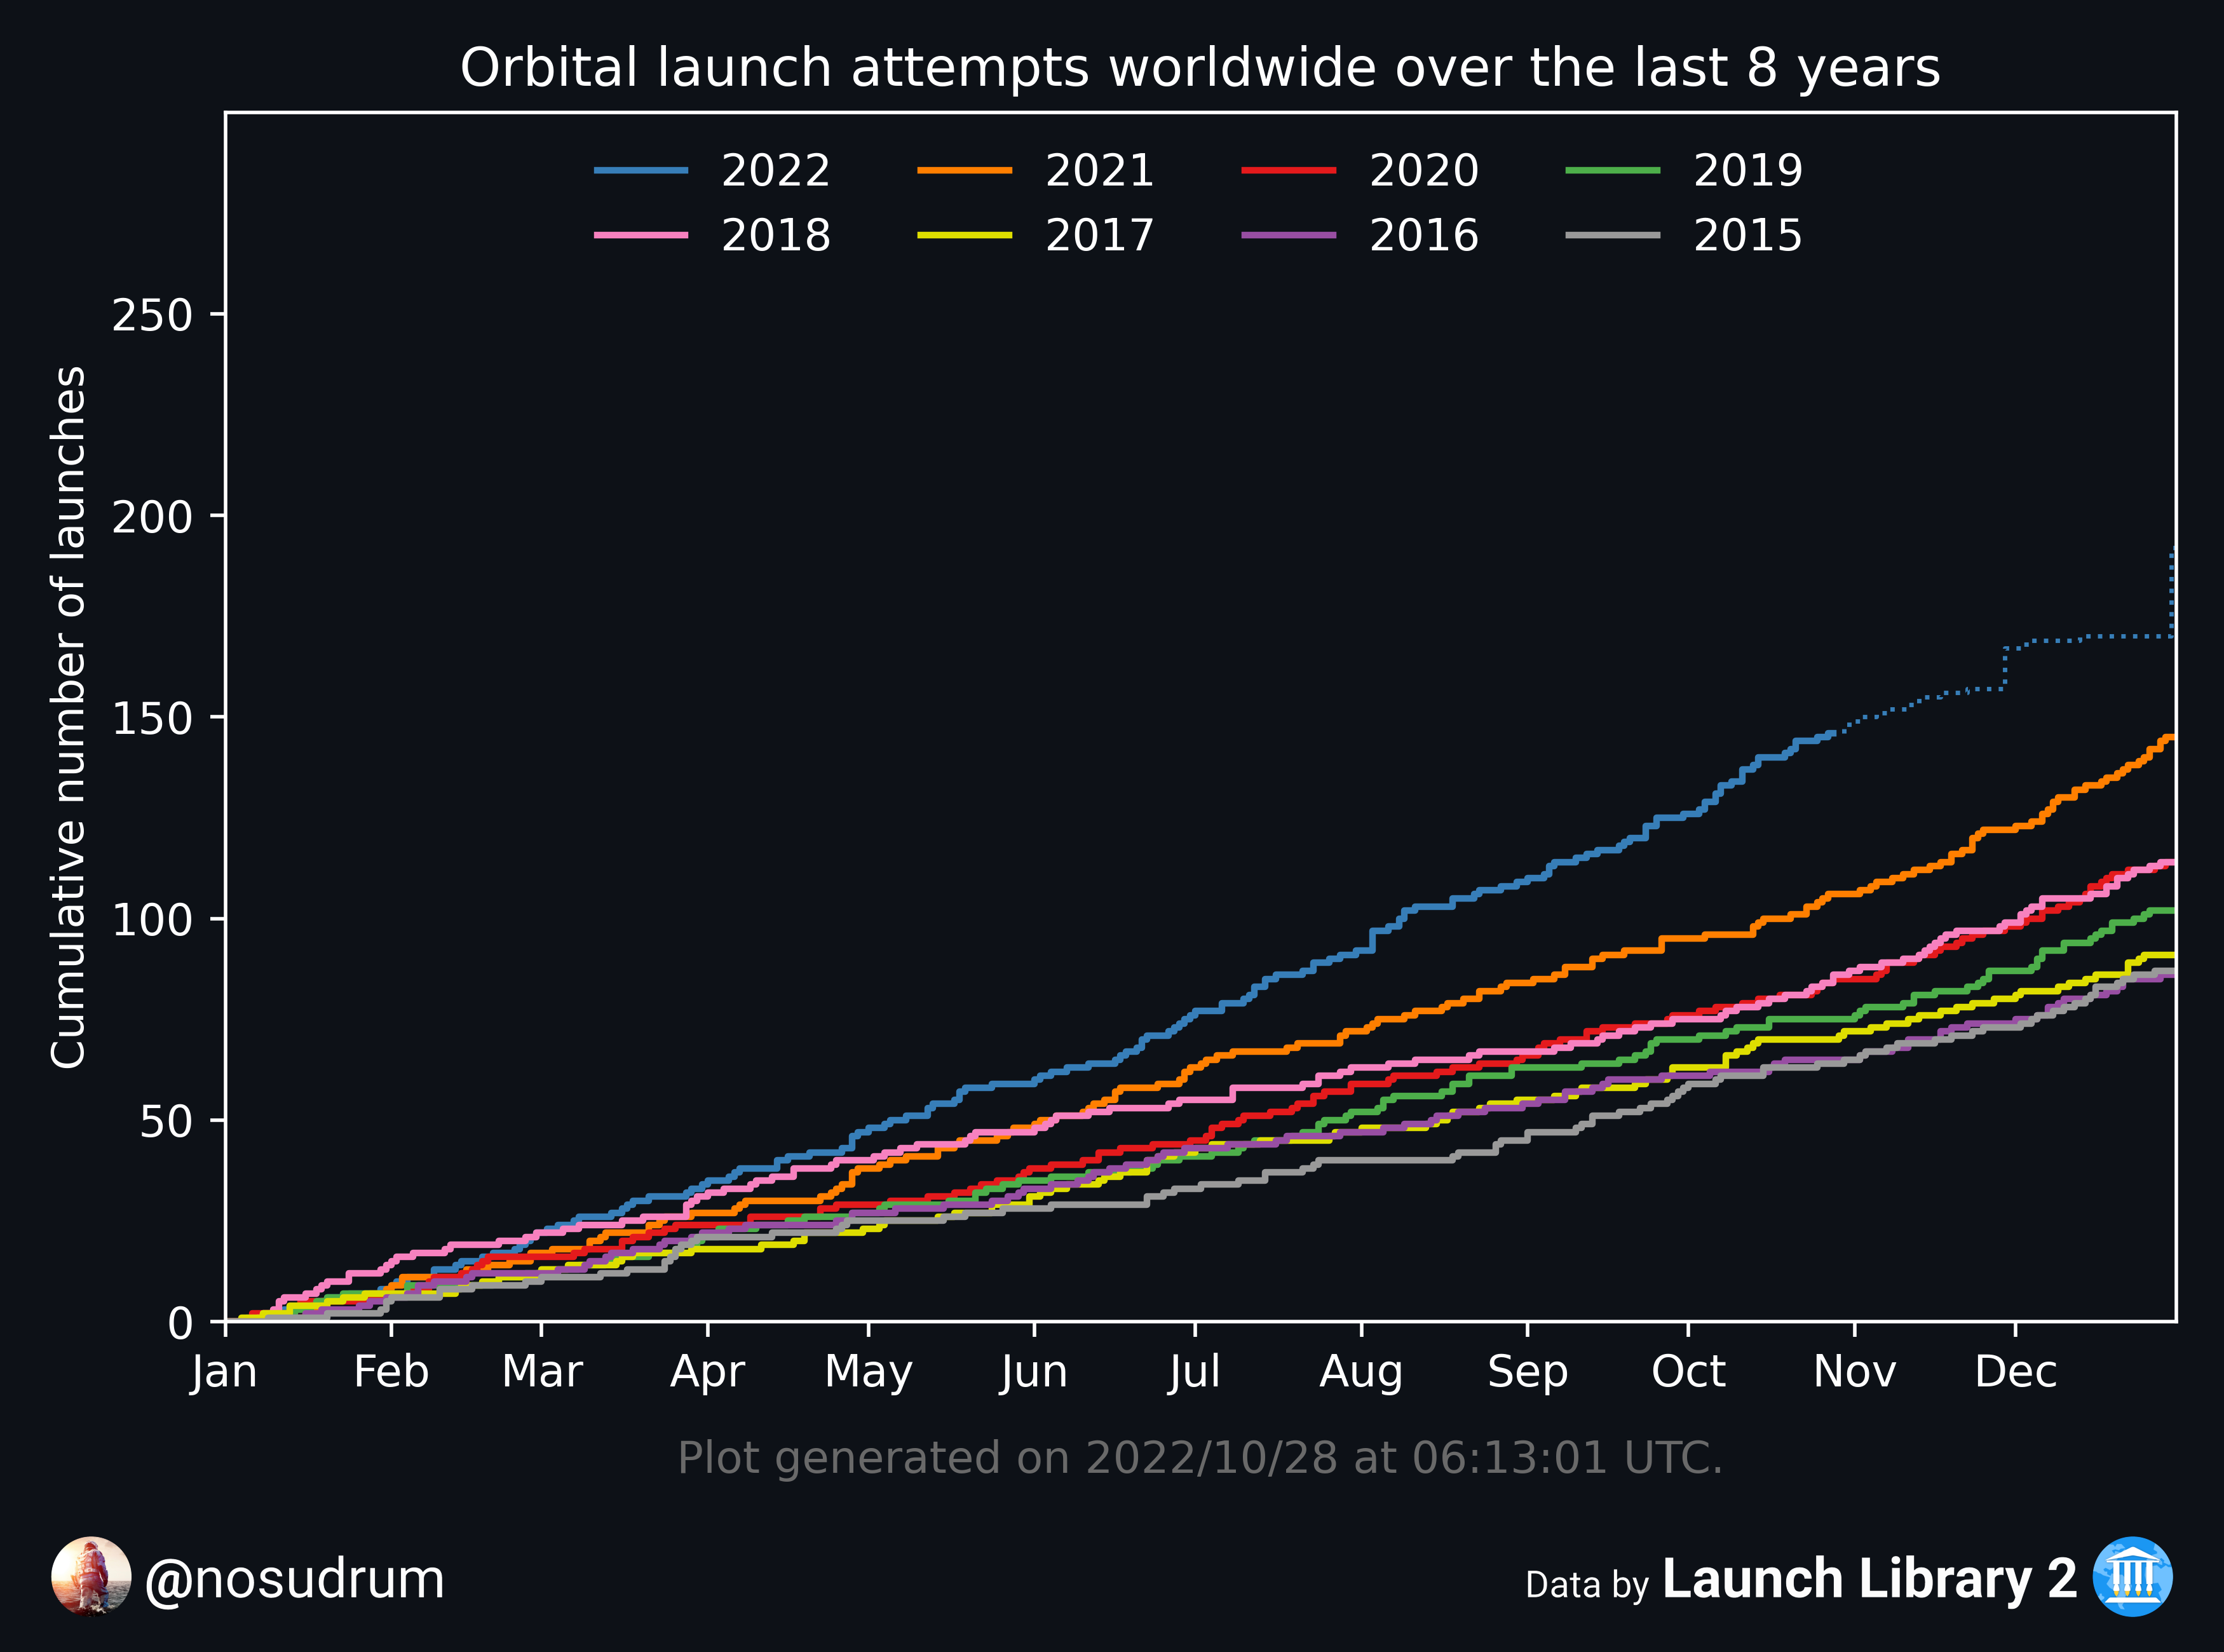 Orbital launch attempts worldwide over the last 8 years
2022 2021 2020 2019
2018 2017 2016 2015
Cumulative number of launches
250
200
150
100
50
0
Jan Feb Mar Apr May Jun Jul Aug Sep Oct Nov Dec
Plot generated on 2022/10/28 at 06:13:01 UTC.
@nosudrum
Data by Launch Library 2